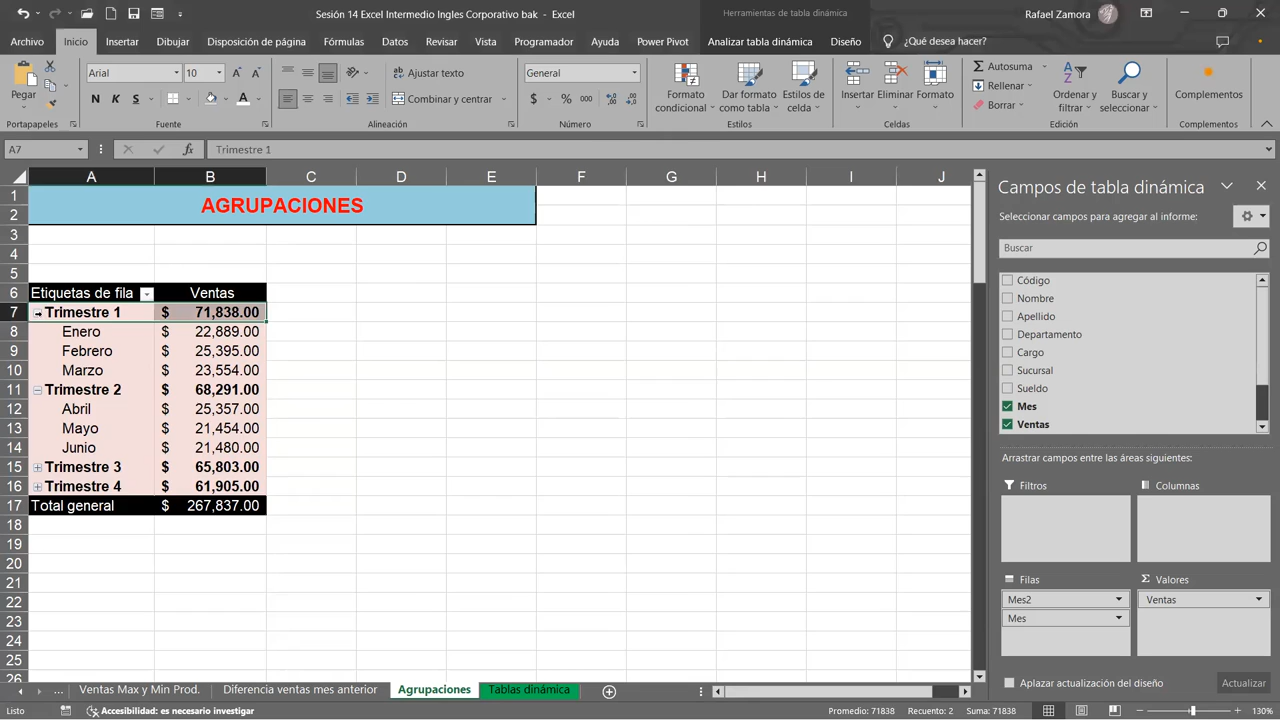 Sesión 14 Excel Intermedio Ingles Corporativo bak - Excel
Herramientas de tabla dinámica
Rafael Zamora
Archivo Inicio Insertar Dibujar Disposición de página Fórmulas Datos Revisar Vista Programador Ayuda Power Pivot Analizar tabla dinámica Diseño ¿Qué desea hacer?
Pegar
Portapapeles
Arial 10
N K S
Fuente
Ajustar texto
Combinar y centrar
Alineación
General
$ % 000
Número
Formato condicional
Dar formato como tabla
Estilos de celda
Estilos
Insertar Eliminar Formato
Celdas
Autosuma
Rellenar
Borrar
Ordenar y filtrar
Buscar y seleccionar
Edición
Complementos
Complementos
A7 fx Trimestre 1
A B C D E F G H I J
1 AGRUPACIONES
2
3
4
5
6 Etiquetas de fila Ventas
7 Trimestre 1 $ 71,838.00
8 Enero $ 22,889.00
9 Febrero $ 25,395.00
10 Marzo $ 23,554.00
11 Trimestre 2 $ 68,291.00
12 Abril $ 25,357.00
13 Mayo $ 21,454.00
14 Junio $ 21,480.00
15 Trimestre 3 $ 65,803.00
16 Trimestre 4 $ 61,905.00
17 Total general $ 267,837.00
18
19
20
21
22
23
24
25
26
Campos de tabla dinámica
Seleccionar campos para agregar al informe:
Buscar
Código
Nombre
Apellido
Departamento
Cargo
Sucursal
Sueldo
Mes
Ventas
Arrastrar campos entre las áreas siguientes:
Filtros Columnas
Filas Σ Valores
Mes2 Ventas
Mes
Aplazar actualización del diseño Actualizar
... Ventas Max y Min Prod. Diferencia ventas mes anterior Agrupaciones Tablas dinámica
Listo Accesibilidad: es necesario investigar Promedio: 71838 Recuento: 2 Suma: 71838 130%